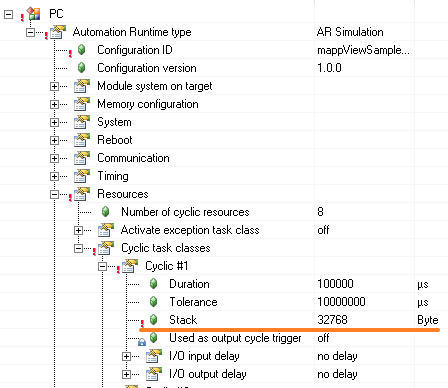 PC
Automation Runtime type AR Simulation
Configuration ID mappViewSample...
Configuration version 1.0.0
Module system on target
Memory configuration
System
Reboot
Communication
Timing
Resources
Number of cyclic resources 8
Activate exception task class off
Cyclic task classes
Cyclic #1
Duration 100000 µs
Tolerance 10000000 µs
Stack 32768 Byte
Used as output cycle trigger off
I/O input delay no delay
I/O output delay no delay